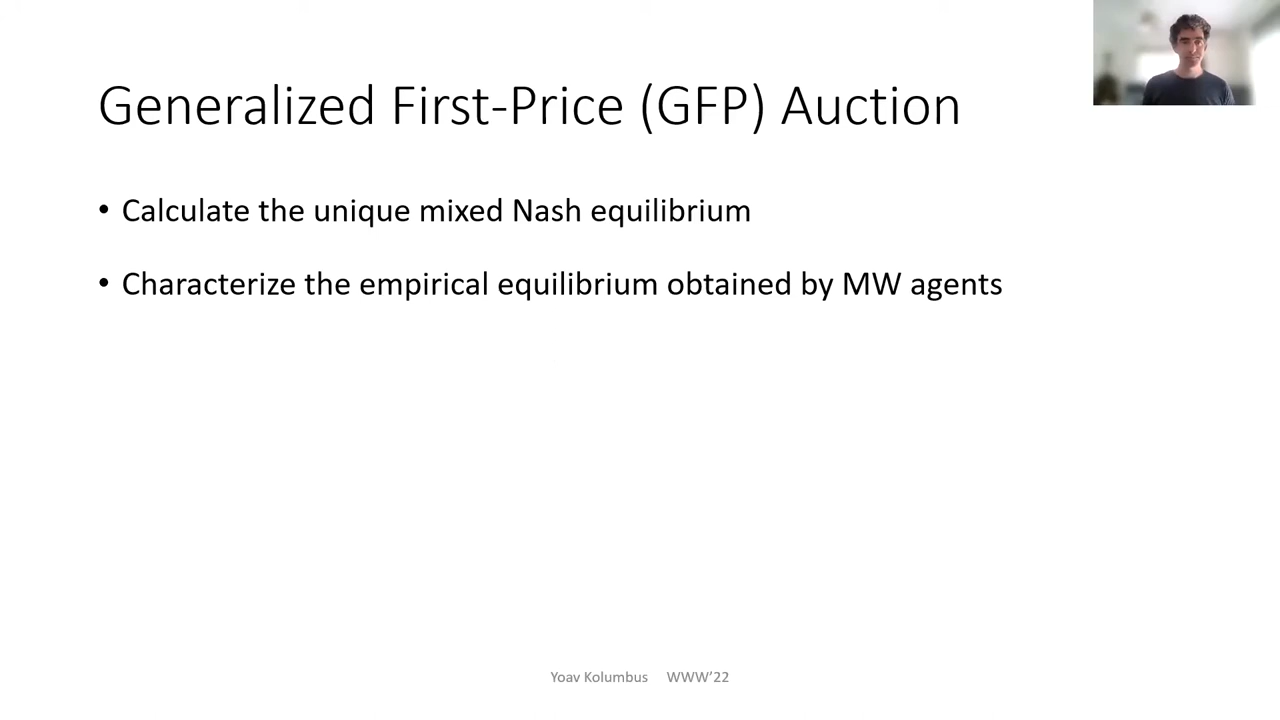 Generalized First-Price (GFP) Auction
• Calculate the unique mixed Nash equilibrium
• Characterize the empirical equilibrium obtained by MW agents
Yoav Kolumbus WWW’22